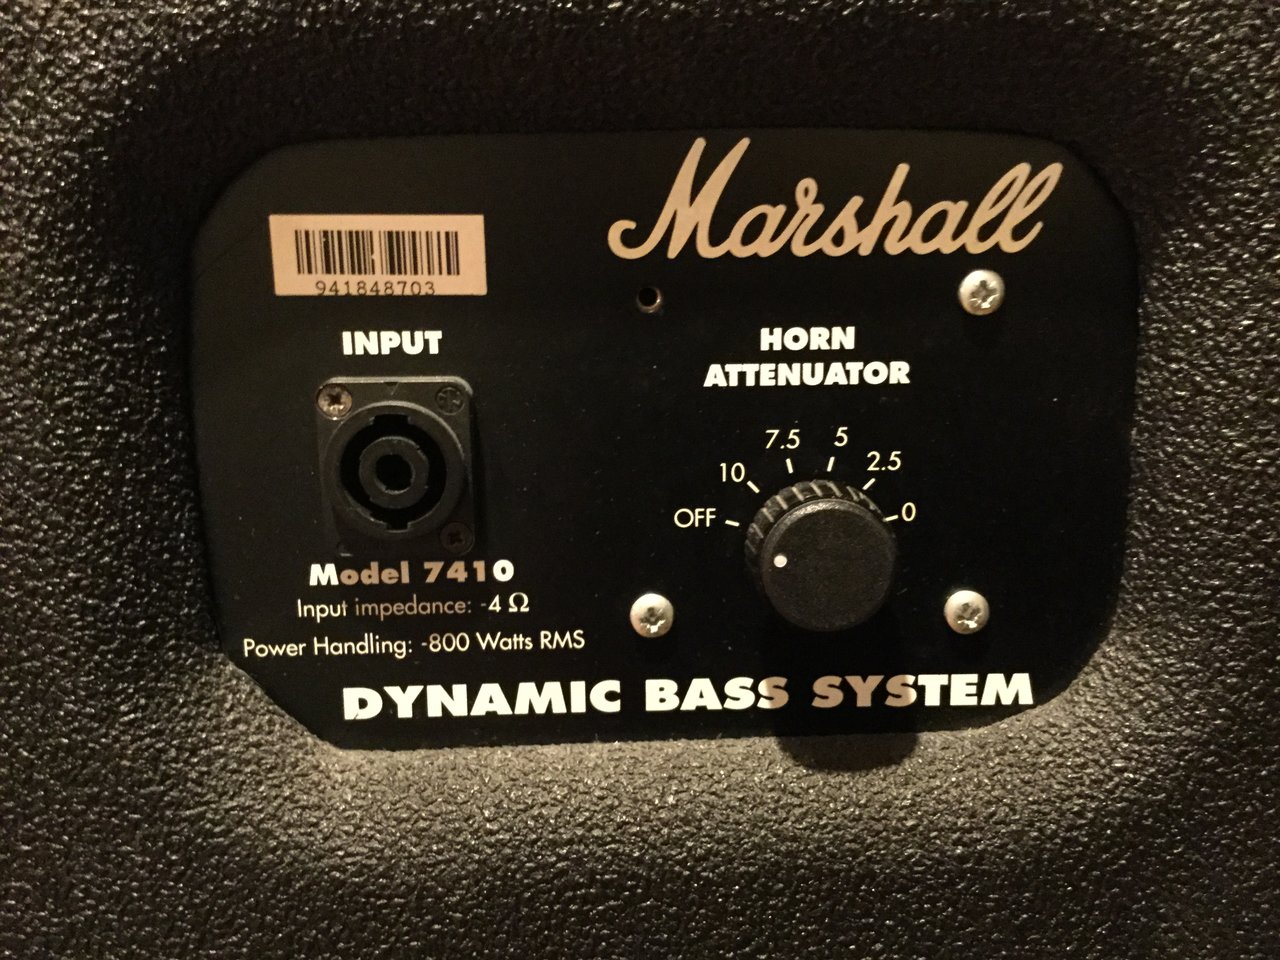 Marshall
941848703
INPUT
HORN
ATTENUATOR
7.5
5
10
2.5
OFF
0
Model 7410
Input impedance: -4 Ω
Power Handling: -800 Watts RMS
DYNAMIC BASS SYSTEM